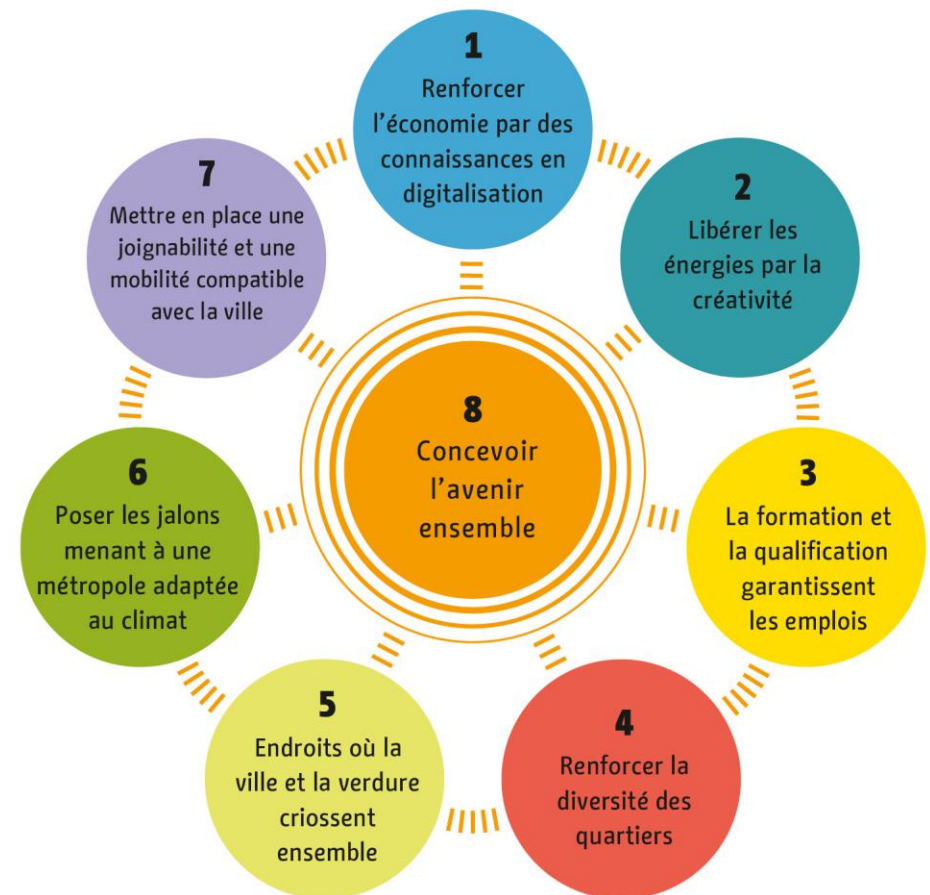 1
Renforcer
l'économie par des
connaissances en
digitalisation
2
Libérer les
énergies par la
créativité
3
La formation et
la qualification
garantissent
les emplois
4
Renforcer la
diversité des
quartiers
5
Endroits où la
ville et la verdure
criossent
ensemble
6
Poser les jalons
menant à une
métropole adaptée
au climat
7
Mettre en place une
joignabilité et une
mobilité compatible
avec la ville
8
Concevoir
l'avenir
ensemble